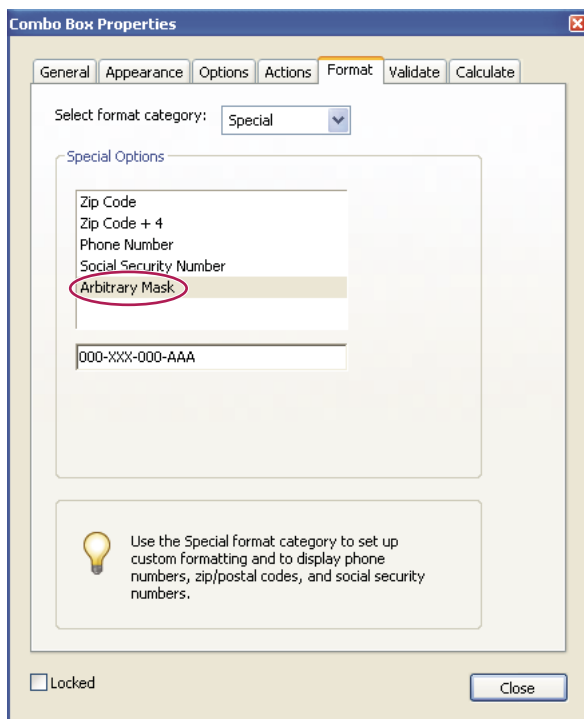 Combo Box Properties
General Appearance Options Actions Format Validate Calculate
Select format category: Special
Special Options
Zip Code
Zip Code + 4
Phone Number
Social Security Number
Arbitrary Mask
000-XXX-000-AAA
Use the Special format category to set up
custom formatting and to display phone
numbers, zip/postal codes, and social security
numbers.
Locked
Close